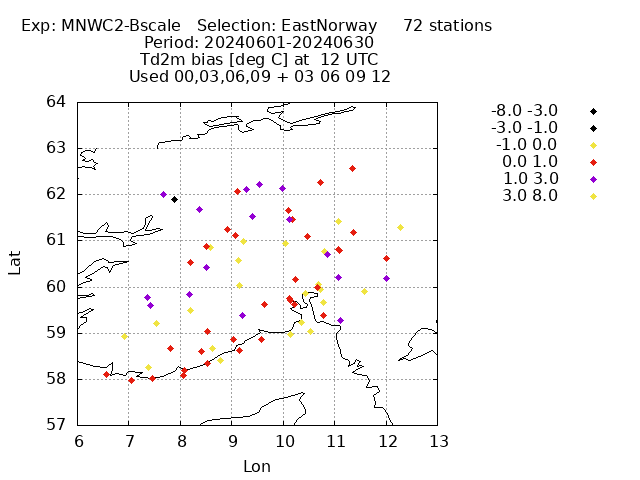 Exp: MNWC2-Bscale   Selection: EastNorway     72 stations
Period: 20240601-20240630
Td2m bias [deg C] at  12 UTC
Used 00,03,06,09 + 03 06 09 12
64
63
62
61
60
59
58
57
6 7 8 9 10 11 12 13
Lat
Lon
-8.0 -3.0
-3.0 -1.0
-1.0 0.0
0.0 1.0
1.0 3.0
3.0 8.0